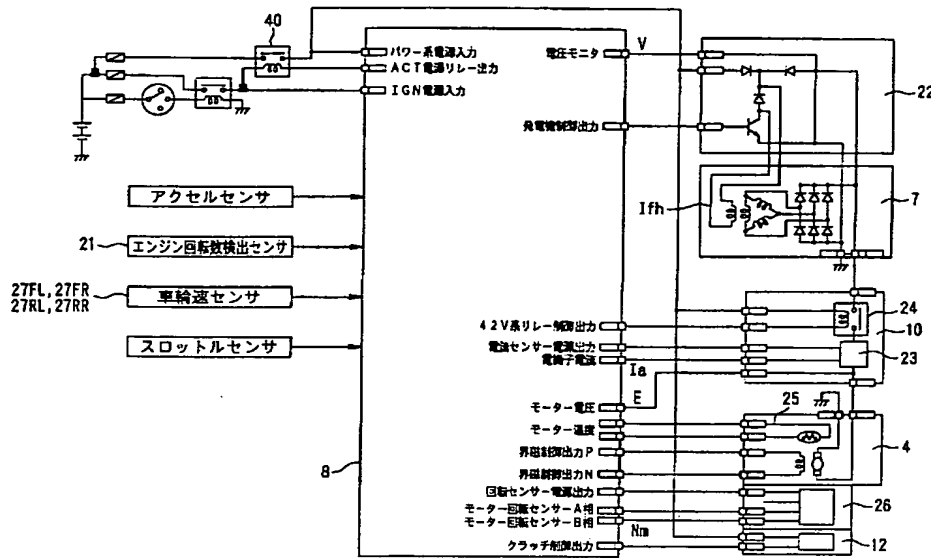 40
パワー系電源入力
ACT電源リレー出力
IGN電源入力
電圧モニタ
V
22
発電機制御出力
アクセルセンサ
Ifh
7
21
エンジン回転数検出センサ
27FL,27FR
27RL,27RR
車輪速センサ
24
10
42V系リレー制御出力
スロットルセンサ
電流センサー電源出力
電機子電流
Ia
23
E
モーター電圧
25
モーター温度
界磁制御出力P
4
8
界磁制御出力N
回転センサー電源出力
モーター回転センサーA相
モーター回転センサーB相
26
Nm
クラッチ制御出力
12